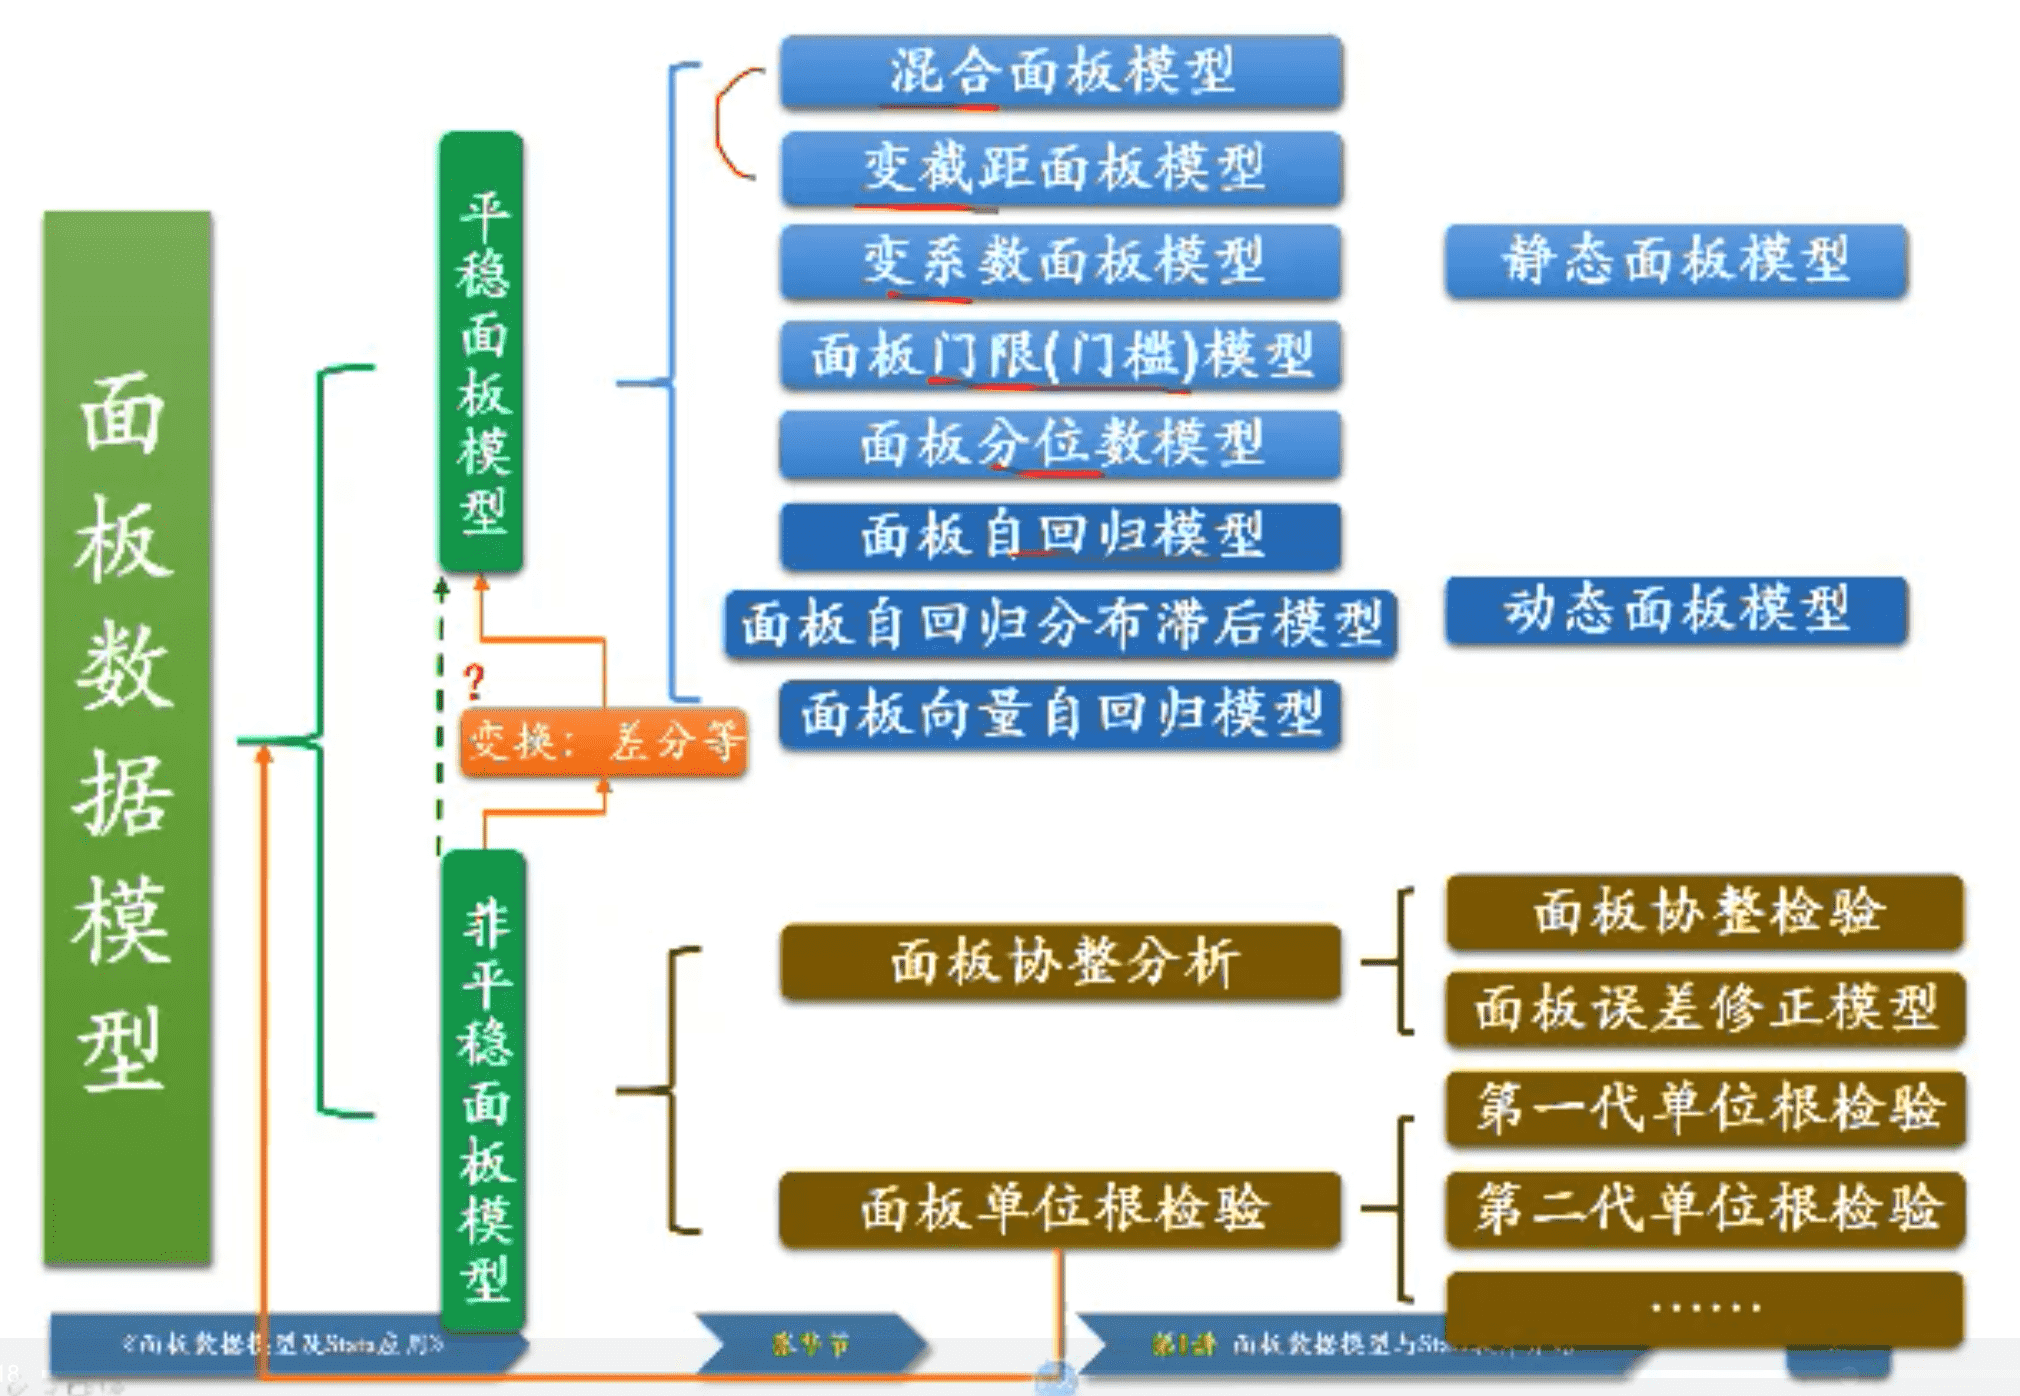 面板数据模型
平稳面板模型
混合面板模型
变截距面板模型
变系数面板模型
面板门限(门槛)模型
面板分位数模型
面板自回归模型
面板自回归分布滞后模型
面板向量自回归模型
静态面板模型
动态面板模型
?
变换：差分等
非平稳面板模型
面板协整分析
面板协整检验
面板误差修正模型
面板单位根检验
第一代单位根检验
第二代单位根检验
······
《面板数据模型及Stata应用》
第1讲 面板数据模型与Sta